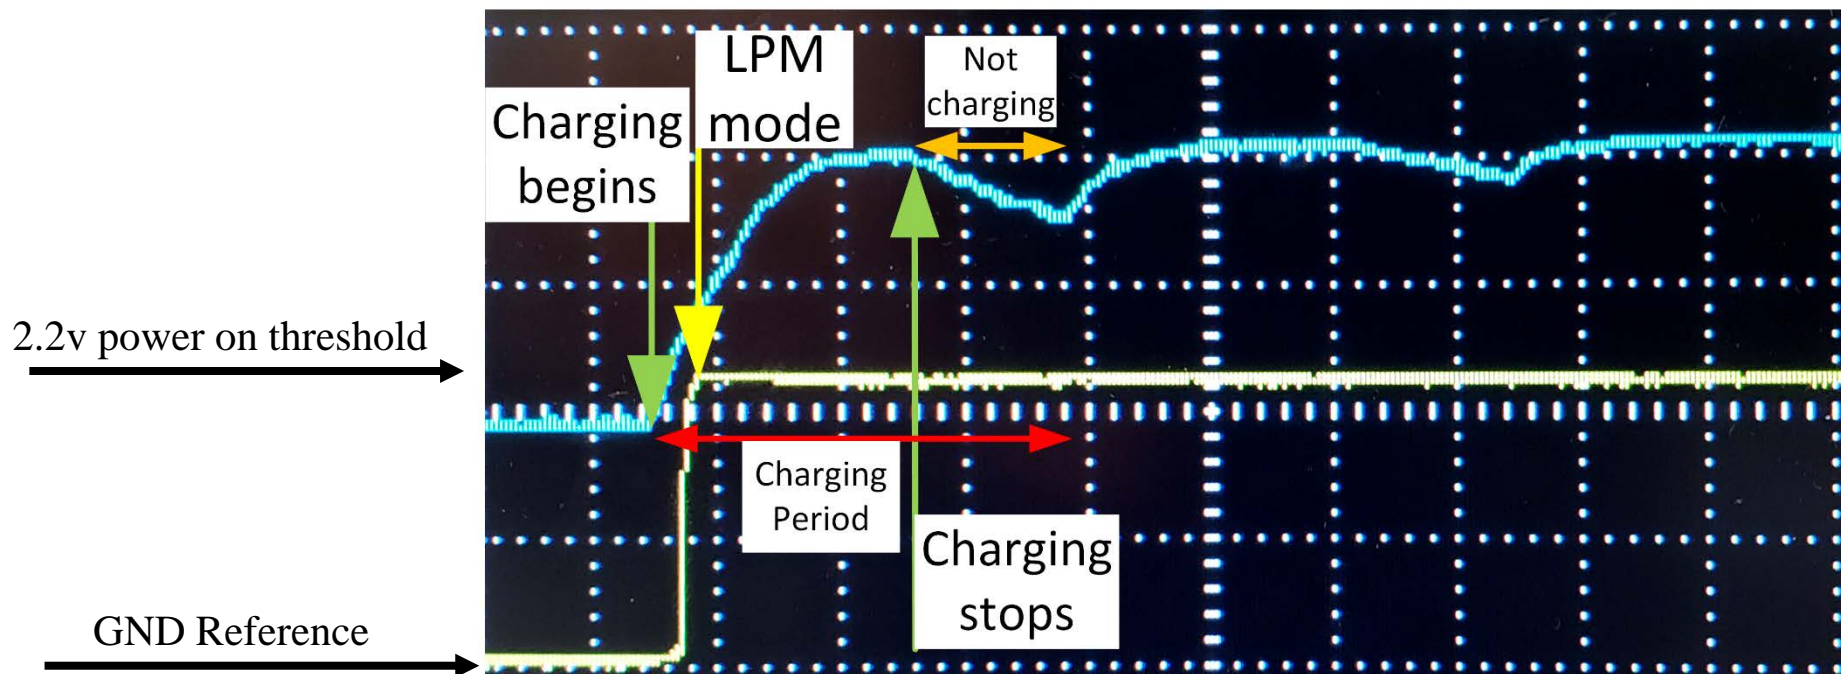 LPM
mode
Not
charging
Charging
begins
2.2v power on threshold
Charging
Period
Charging
stops
GND Reference